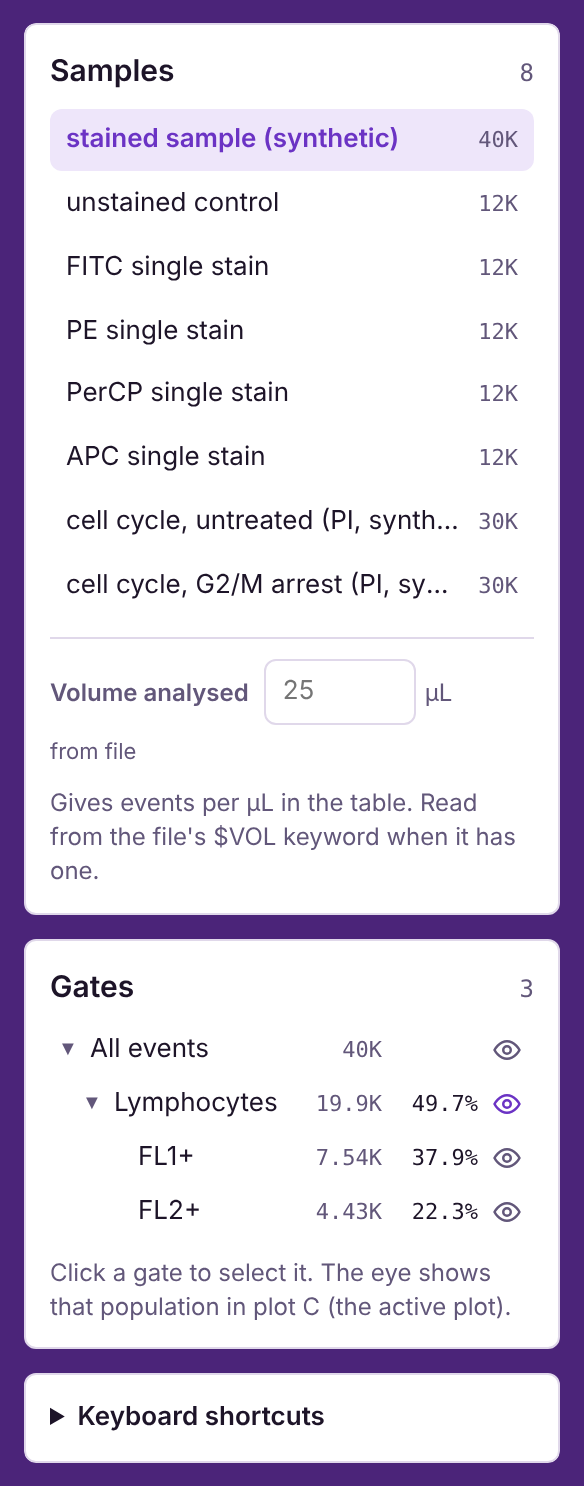 Samples 8
stained sample (synthetic) 40K
unstained control 12K
FITC single stain 12K
PE single stain 12K
PerCP single stain 12K
APC single stain 12K
cell cycle, untreated (PI, synth... 30K
cell cycle, G2/M arrest (PI, sy... 30K
Volume analysed 25 µL
from file
Gives events per µL in the table. Read
from the file's $VOL keyword when it has
one.
Gates 3
▼ All events 40K
▼ Lymphocytes 19.9K 49.7%
FL1+ 7.54K 37.9%
FL2+ 4.43K 22.3%
Click a gate to select it. The eye shows
that population in plot C (the active plot).
▶ Keyboard shortcuts